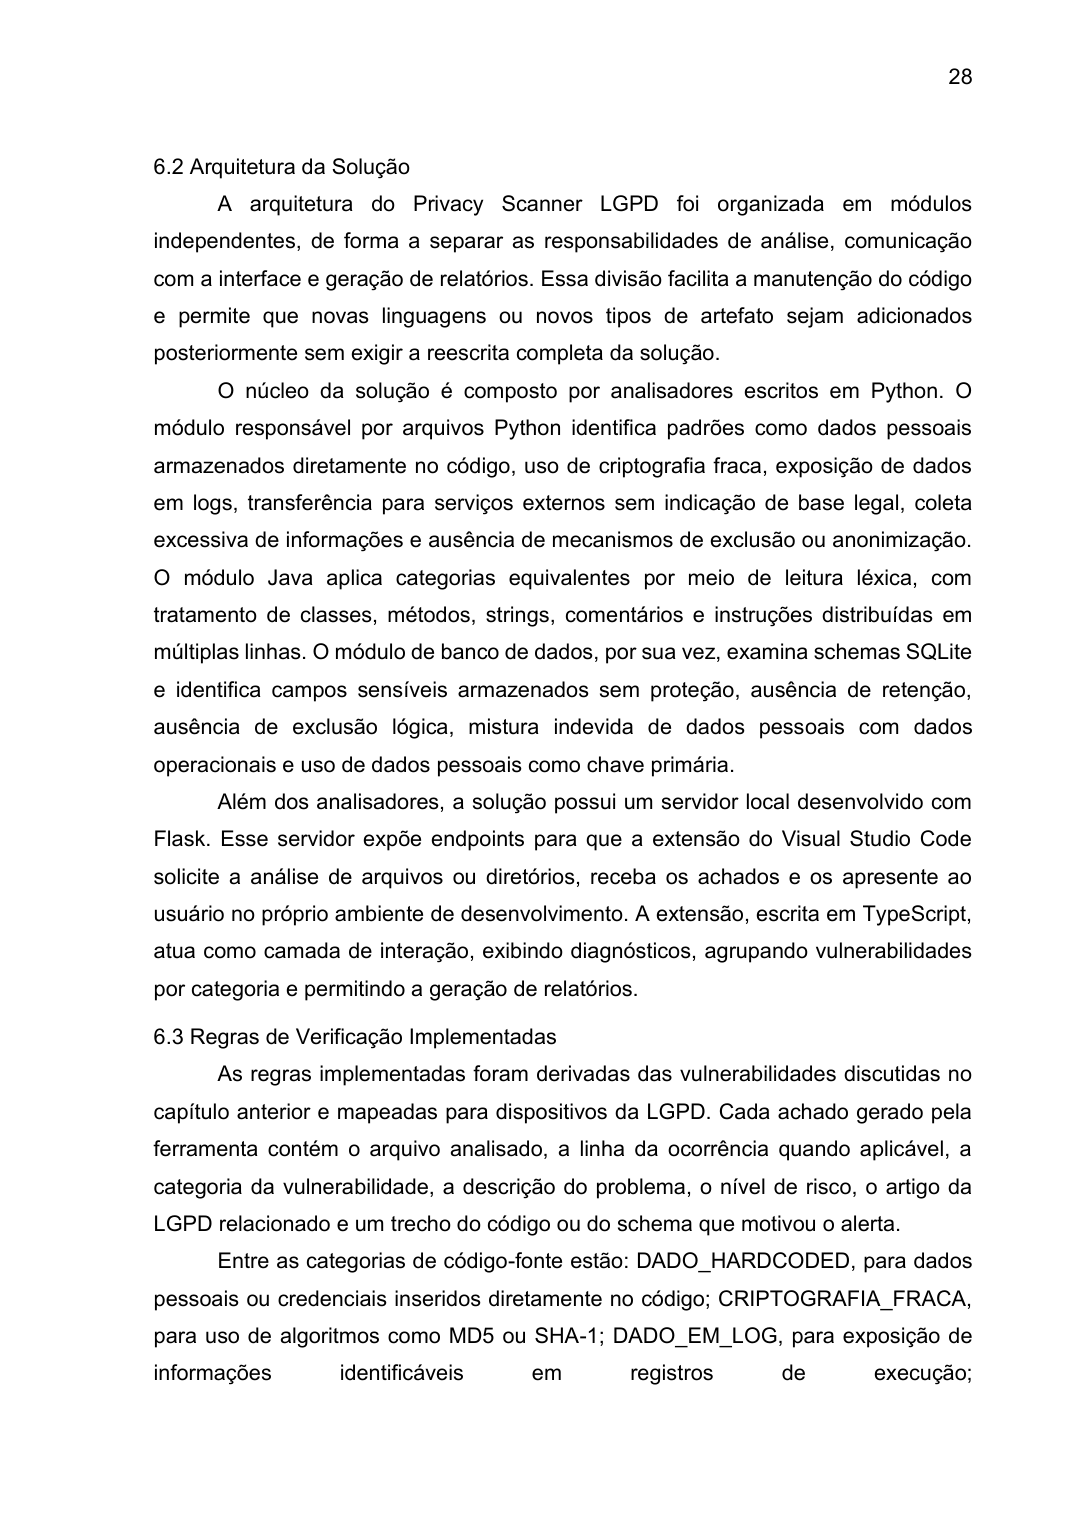 28
6.2 Arquitetura da Solução
A arquitetura do Privacy Scanner LGPD foi organizada em módulos
independentes, de forma a separar as responsabilidades de análise, comunicação
com a interface e geração de relatórios. Essa divisão facilita a manutenção do código
e permite que novas linguagens ou novos tipos de artefato sejam adicionados
posteriormente sem exigir a reescrita completa da solução.
O núcleo da solução é composto por analisadores escritos em Python. O
módulo responsável por arquivos Python identifica padrões como dados pessoais
armazenados diretamente no código, uso de criptografia fraca, exposição de dados
em logs, transferência para serviços externos sem indicação de base legal, coleta
excessiva de informações e ausência de mecanismos de exclusão ou anonimização.
O módulo Java aplica categorias equivalentes por meio de leitura léxica, com
tratamento de classes, métodos, strings, comentários e instruções distribuídas em
múltiplas linhas. O módulo de banco de dados, por sua vez, examina schemas SQLite
e identifica campos sensíveis armazenados sem proteção, ausência de retenção,
ausência de exclusão lógica, mistura indevida de dados pessoais com dados
operacionais e uso de dados pessoais como chave primária.
Além dos analisadores, a solução possui um servidor local desenvolvido com
Flask. Esse servidor expõe endpoints para que a extensão do Visual Studio Code
solicite a análise de arquivos ou diretórios, receba os achados e os apresente ao
usuário no próprio ambiente de desenvolvimento. A extensão, escrita em TypeScript,
atua como camada de interação, exibindo diagnósticos, agrupando vulnerabilidades
por categoria e permitindo a geração de relatórios.
6.3 Regras de Verificação Implementadas
As regras implementadas foram derivadas das vulnerabilidades discutidas no
capítulo anterior e mapeadas para dispositivos da LGPD. Cada achado gerado pela
ferramenta contém o arquivo analisado, a linha da ocorrência quando aplicável, a
categoria da vulnerabilidade, a descrição do problema, o nível de risco, o artigo da
LGPD relacionado e um trecho do código ou do schema que motivou o alerta.
Entre as categorias de código-fonte estão: DADO_HARDCODED, para dados
pessoais ou credenciais inseridos diretamente no código; CRIPTOGRAFIA_FRACA,
para uso de algoritmos como MD5 ou SHA-1; DADO_EM_LOG, para exposição de
informações identificáveis em registros de execução;